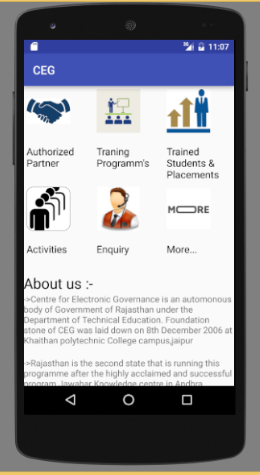 11:07
CEG
Authorized Partner
Traning Programm's
Trained Students & Placements
Activities
Enquiry
MORE
More...
About us :-
->Centre for Electronic Governance is an autonomous
body of Government of Rajasthan under the
Department of Technical Education. Foundation
stone of CEG was laid down on 8th December 2006 at
Khaithan polytechnic College campus,jaipur
->Rajasthan is the second state that is running this
programme after the highly acclaimed and successful
program Jawahar Knowledge centre in Andhra